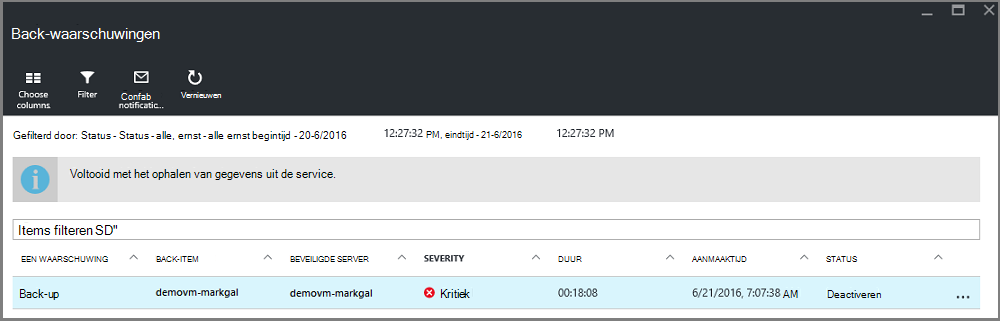 Back-waarschuwingen
Choose columns
Filter
Confab notificatic...
Vernieuwen
Gefilterd door: Status - Status - alle, ernst - alle ernst begintijd - 20-6/2016 12:27:32 PM, eindtijd - 21-6/2016 12:27:32 PM
Voltooid met het ophalen van gegevens uit de service.
Items filteren SD"
EEN WAARSCHUWING BACK-ITEM BEVEILIGDE SERVER SEVERITY DUUR AANMAAKTIJD STATUS
Back-up demovm-markgal demovm-markgal Kritiek 00:18:08 6/21/2016, 7:07:38 AM Deactiveren ...